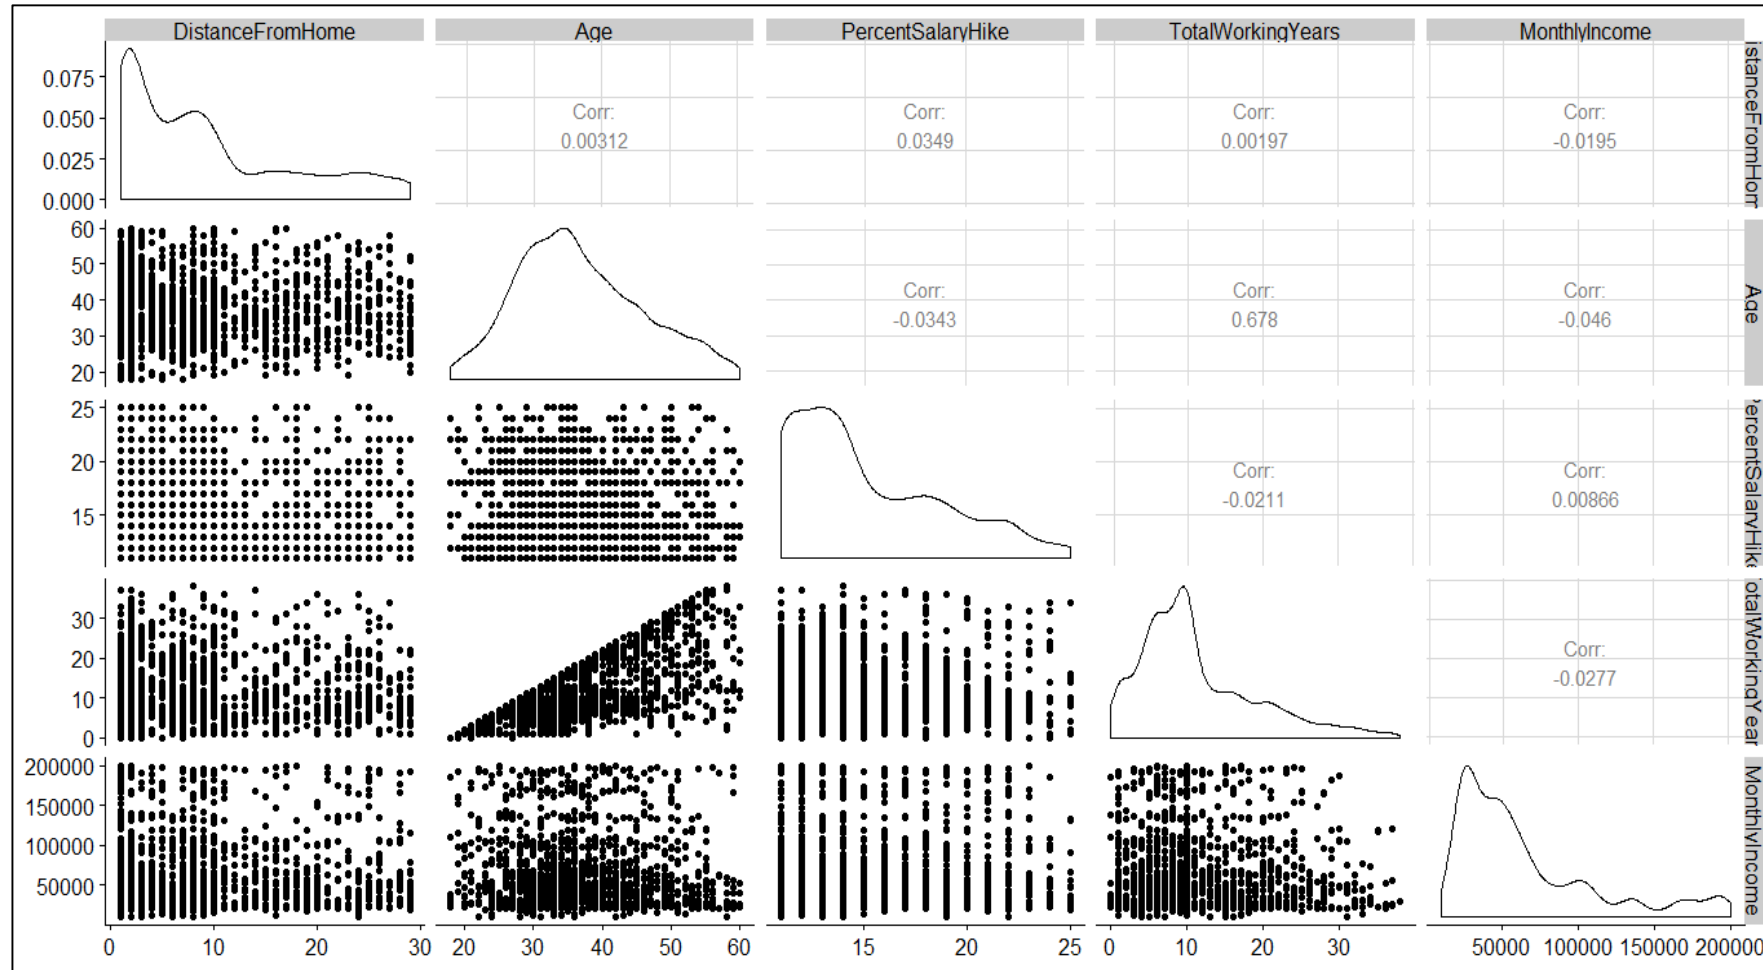 DistanceFromHome Age PercentSalaryHike TotalWorkingYears MonthlyIncome
istanceFromHom
0.075
0.050
0.025
0.000
Corr:
0.00312
Corr:
0.0349
Corr:
0.00197
Corr:
-0.0195
Age
60
50
40
30
20
Corr:
-0.0343
Corr:
0.678
Corr:
-0.046
ercentSalaryHike
25
20
15
Corr:
-0.0211
Corr:
0.00866
otalWorkingYear
30
20
10
0
Corr:
-0.0277
MonthlyIncome
200000
150000
100000
50000
0 10 20 30 20 30 40 50 60 15 20 25 0 10 20 30 50000 100000 150000 200000